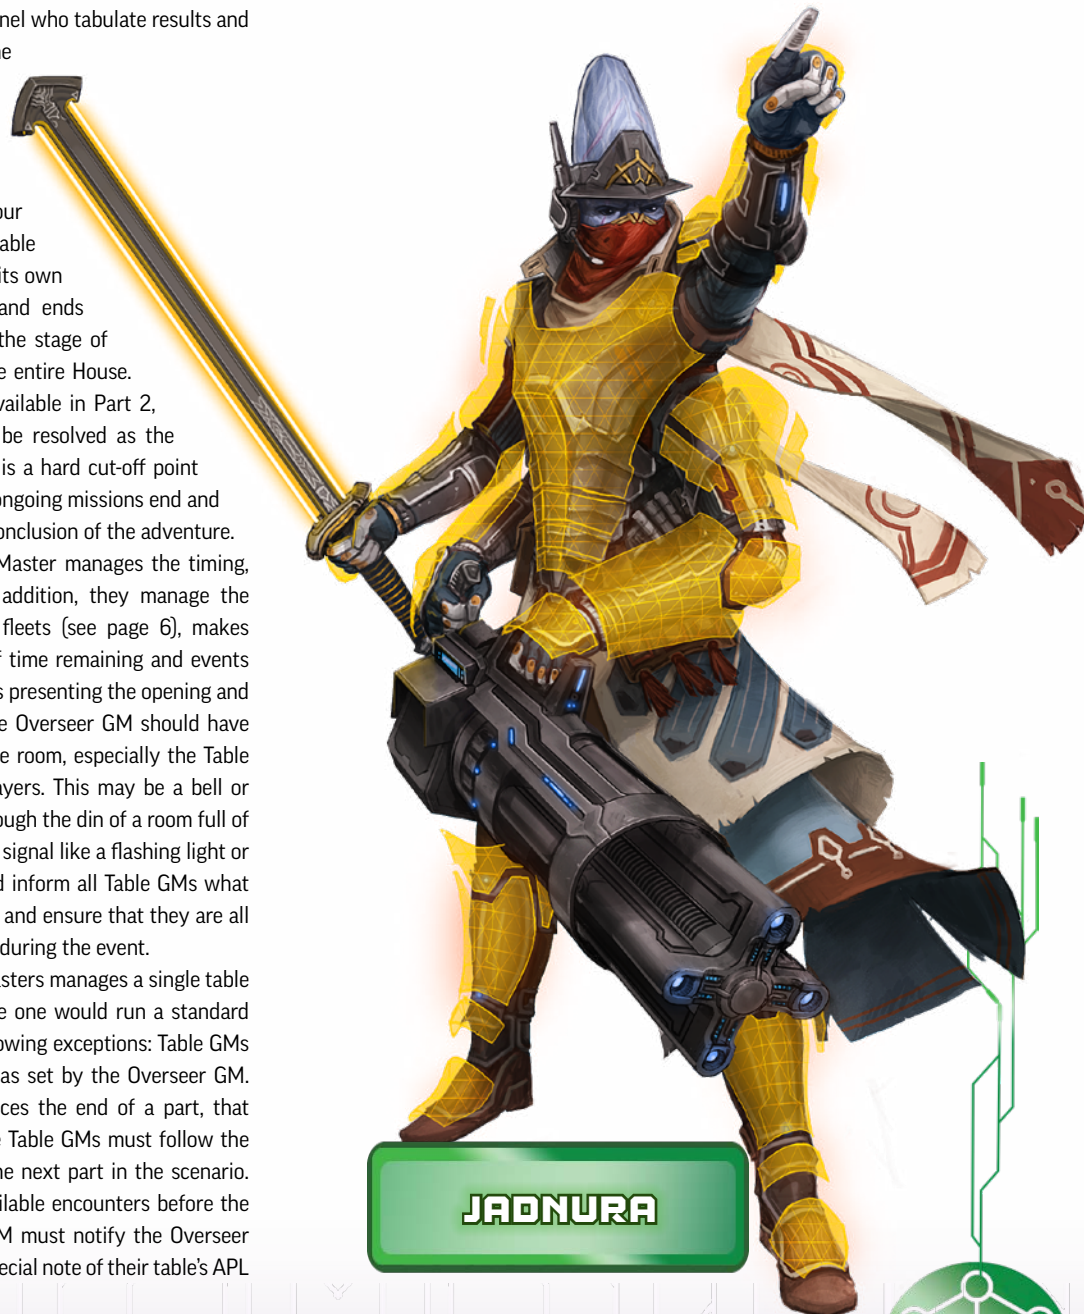 nel who tabulate results and
ne
our
able
its own
and ends
the stage of
e entire House.
vailable in Part 2,
be resolved as the
is a hard cut-off point
ongoing missions end and
onclusion of the adventure.
Master manages the timing,
addition, they manage the
fleets (see page 6), makes
f time remaining and events
s presenting the opening and
e Overseer GM should have
e room, especially the Table
ayers. This may be a bell or
ough the din of a room full of
signal like a flashing light or
d inform all Table GMs what
and ensure that they are all
during the event.
asters manages a single table
e one would run a standard
owing exceptions: Table GMs
as set by the Overseer GM.
ces the end of a part, that
e Table GMs must follow the
ne next part in the scenario.
ilable encounters before the
M must notify the Overseer
ecial note of their table's APL
JADNURA